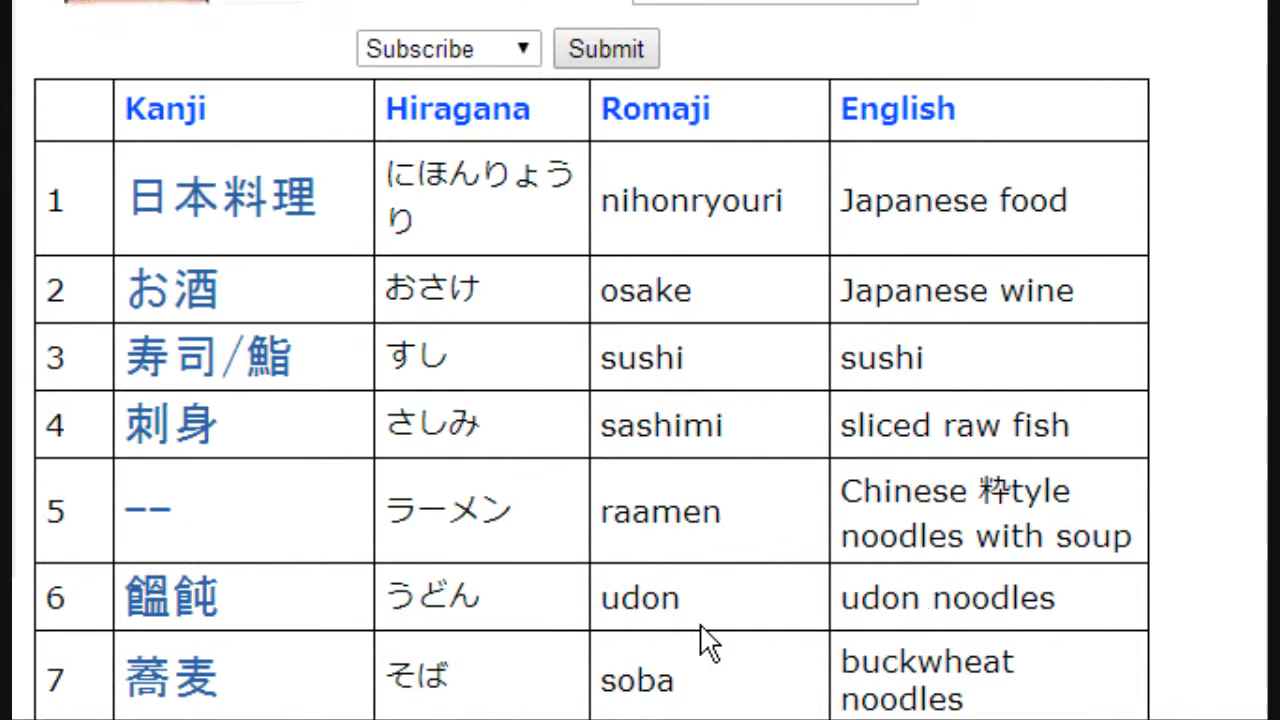 Subscribe Submit
Kanji Hiragana Romaji English
1 日本料理 にほんりょうり nihonryouri Japanese food
2 お酒 おさけ osake Japanese wine
3 寿司/鮨 すし sushi sushi
4 刺身 さしみ sashimi sliced raw fish
5 −− ラーメン raamen Chinese 粋tyle noodles with soup
6 饂飩 うどん udon udon noodles
7 蕎麦 そば soba buckwheat noodles